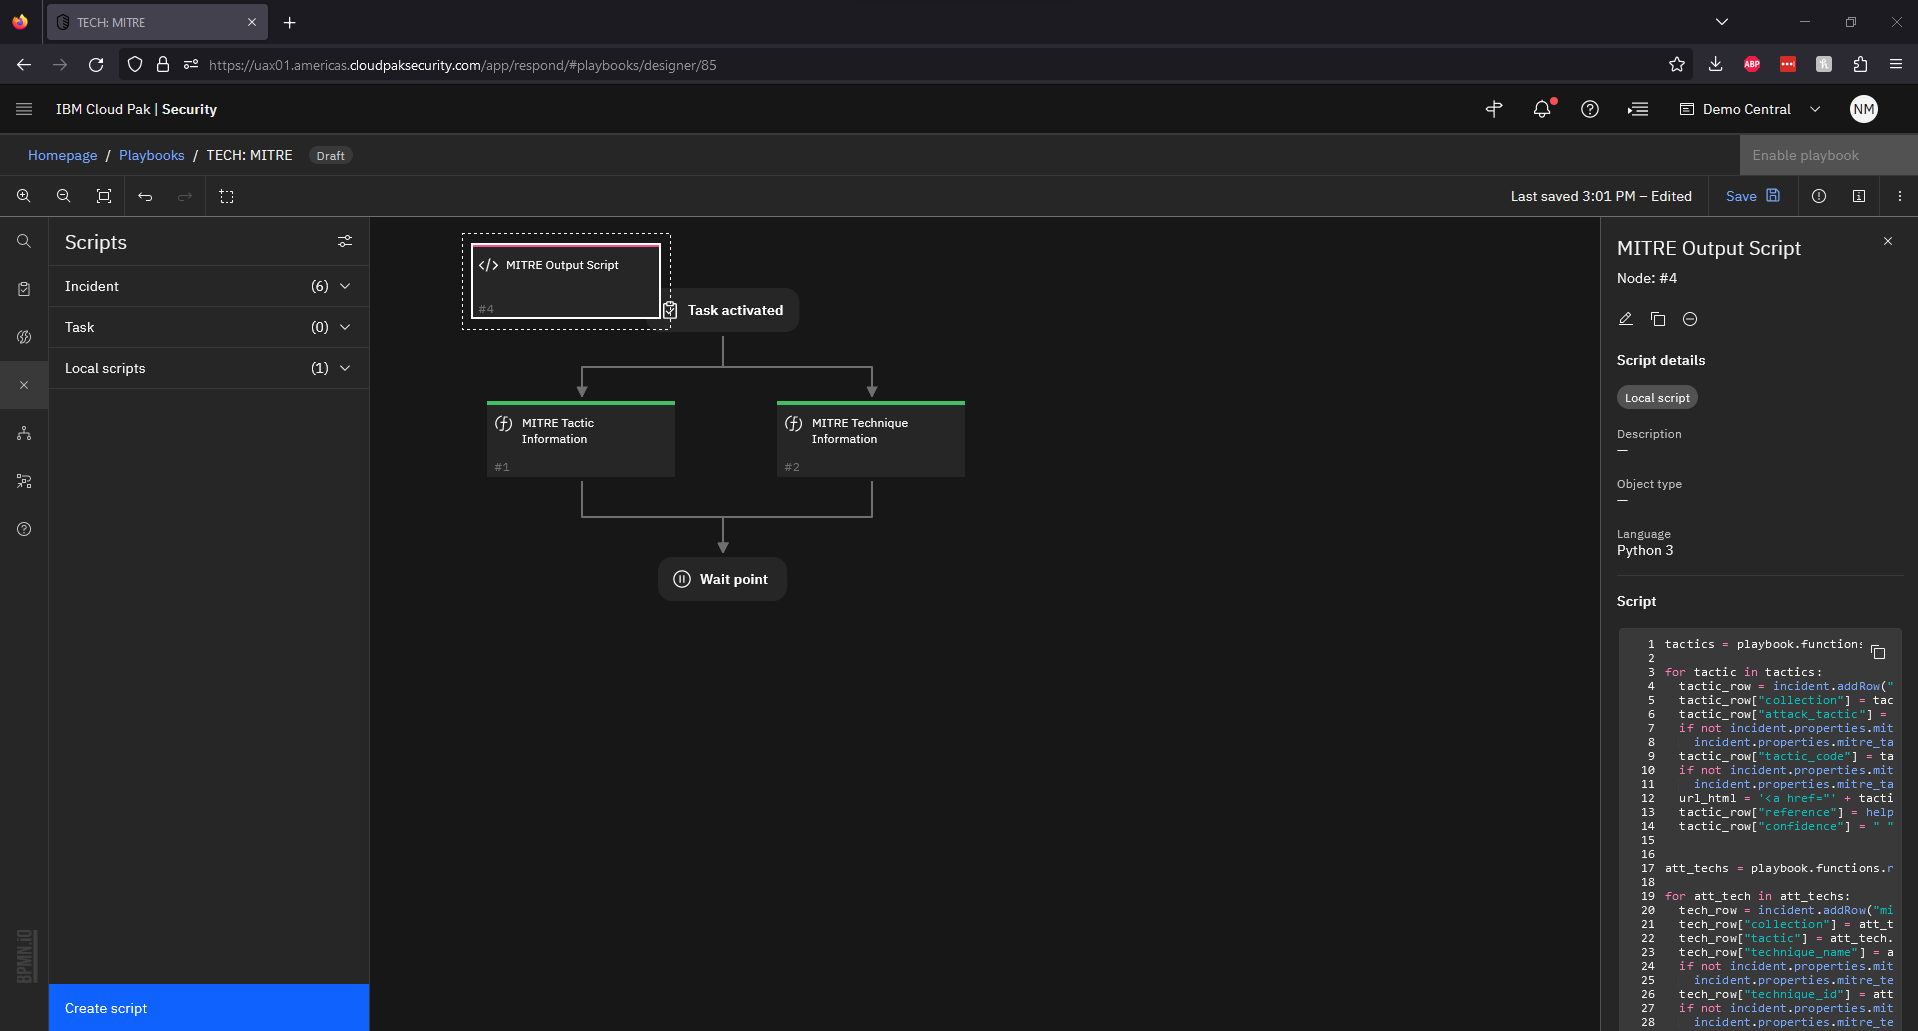 TECH: MITRE
https://uax01.americas.cloudpaksecurity.com/app/respond/#playbooks/designer/85
ABP
IBM Cloud Pak | Security
Demo Central
NM
Homepage / Playbooks / TECH: MITRE Draft
Enable playbook
Last saved 3:01 PM – Edited
Save
Scripts
Incident (6)
Task (0)
Local scripts (1)
Create script
BPMN.iO
MITRE Output Script
#4
Task activated
MITRE Tactic
Information
#1
MITRE Technique
Information
#2
Wait point
MITRE Output Script
Node: #4
Script details
Local script
Description
—
Object type
—
Language
Python 3
Script
1 tactics = playbook.functions
2
3 for tactic in tactics:
4 tactic_row = incident.addRow("
5 tactic_row["collection"] = tac
6 tactic_row["attack_tactic"] =
7 if not incident.properties.mit
8 incident.properties.mitre_ta
9 tactic_row["tactic_code"] = ta
10 if not incident.properties.mit
11 incident.properties.mitre_ta
12 url_html = '<a href="' + tacti
13 tactic_row["reference"] = help
14 tactic_row["confidence"] = " "
15
16
17 att_techs = playbook.functions.r
18
19 for att_tech in att_techs:
20 tech_row = incident.addRow("mi
21 tech_row["collection"] = att_t
22 tech_row["tactic"] = att_tech.
23 tech_row["technique_name"] = a
24 if not incident.properties.mit
25 incident.properties.mitre_te
26 tech_row["technique_id"] = att
27 if not incident.properties.mit
28 incident.properties.mitre_te